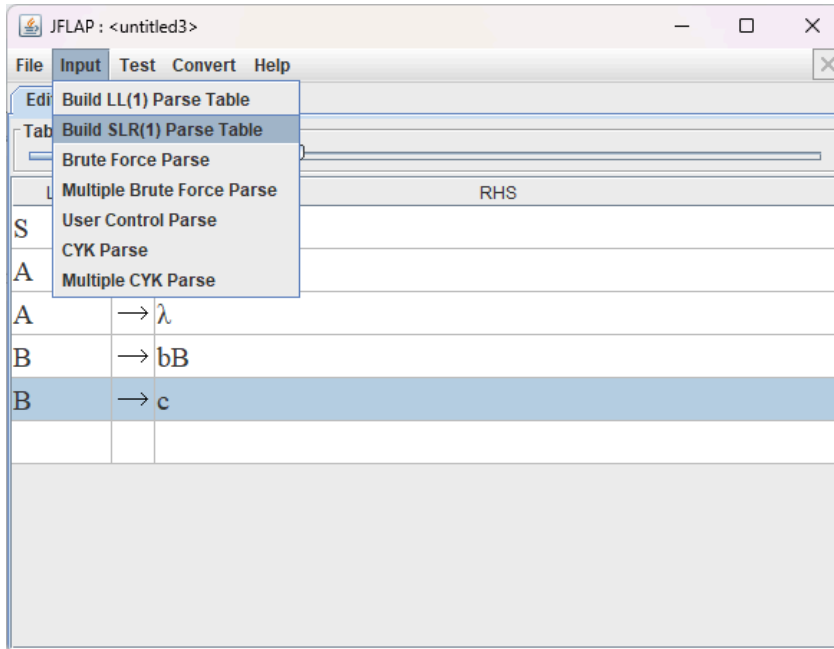 JFLAP : <untitled3>
File Input Test Convert Help
Edi
Build LL(1) Parse Table
Tab
Build SLR(1) Parse Table
Brute Force Parse
L
Multiple Brute Force Parse
RHS
User Control Parse
S
CYK Parse
A
Multiple CYK Parse
A → λ
B → bB
B → c